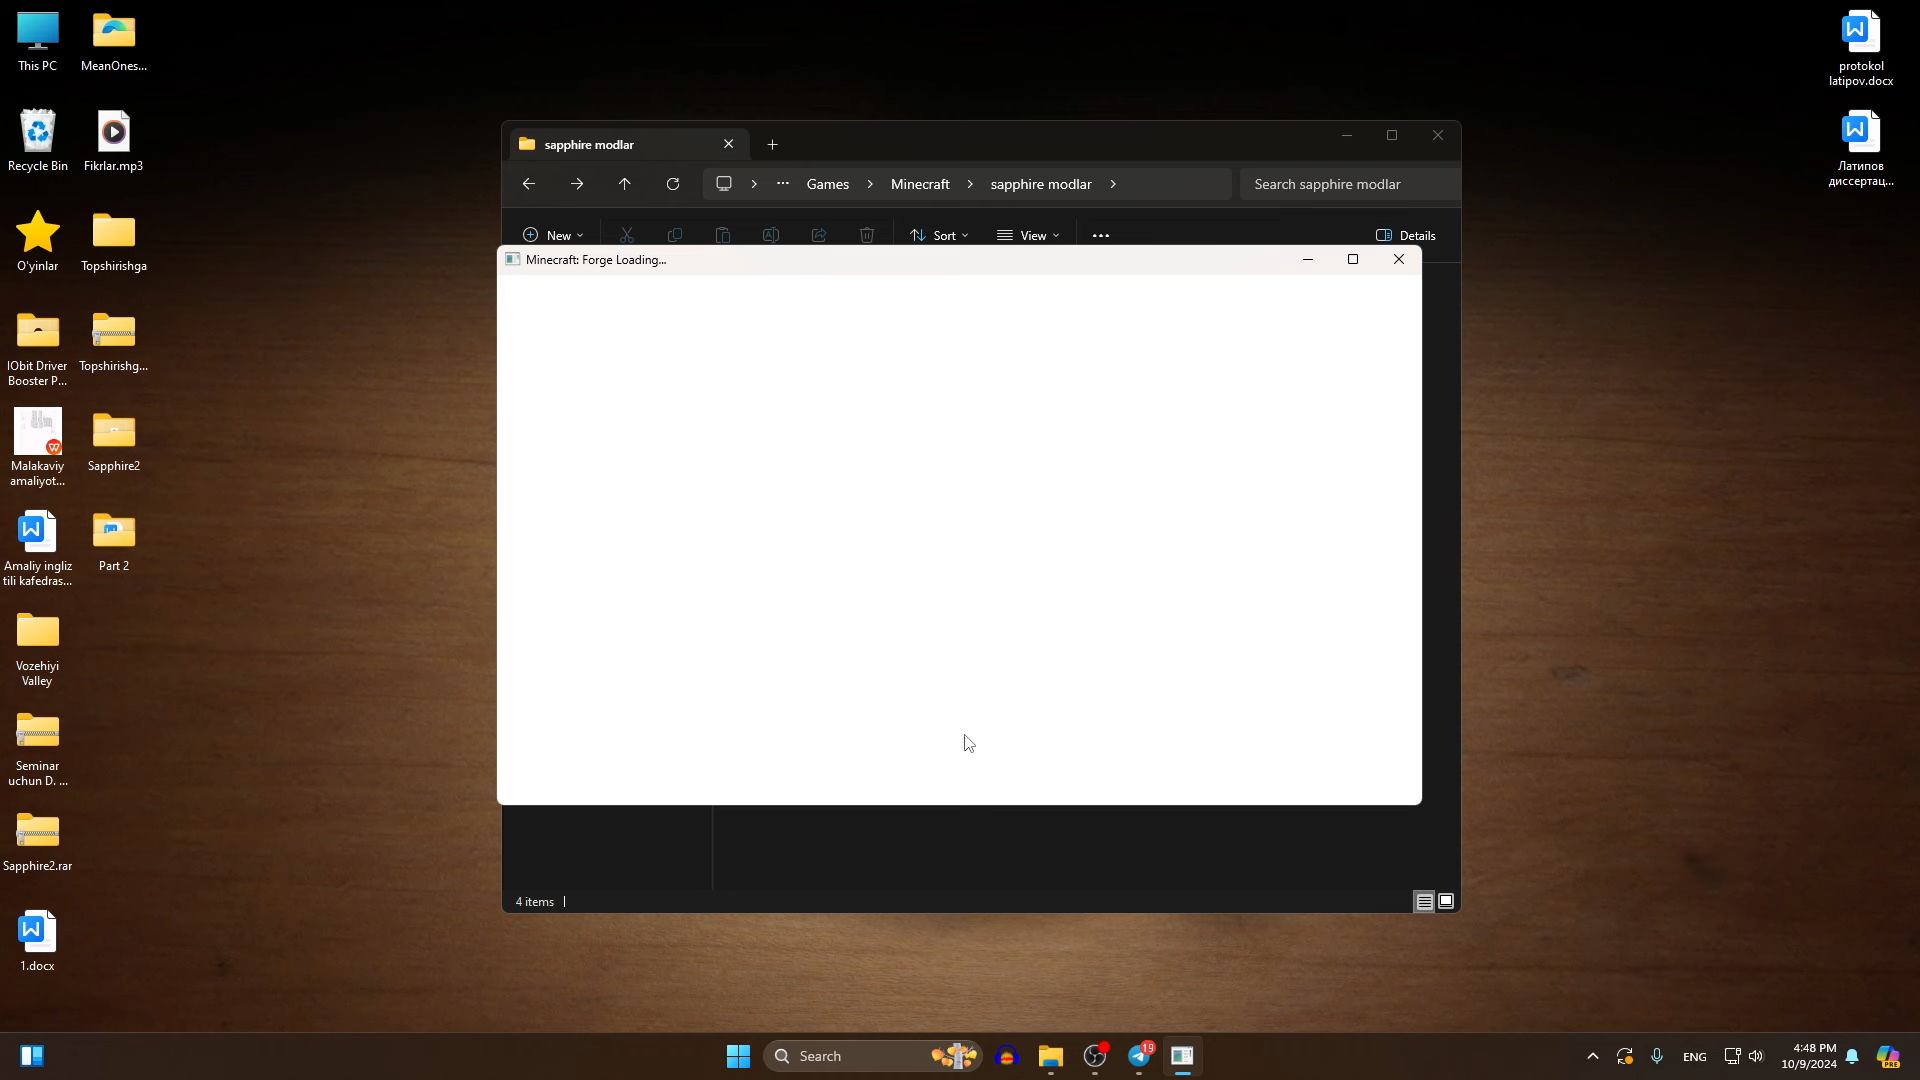 This PC
MeanOnes...
Recycle Bin
Fikrlar.mp3
O'yinlar
Topshirishga
IObit Driver
Booster P...
Topshirishg...
Malakaviy
amaliyot...
Sapphire2
Amaliy ingliz
tili kafedras...
Part 2
Vozehiyi
Valley
Seminar
uchun D. ...
Sapphire2.rar
1.docx
protokol
latipov.docx
Латипов
диссертац...
sapphire modlar
Games
Minecraft
sapphire modlar
Search sapphire modlar
New
Sort
View
Details
Minecraft: Forge Loading...
4 items
Search
19
ENG
4:48 PM
10/9/2024
PRE